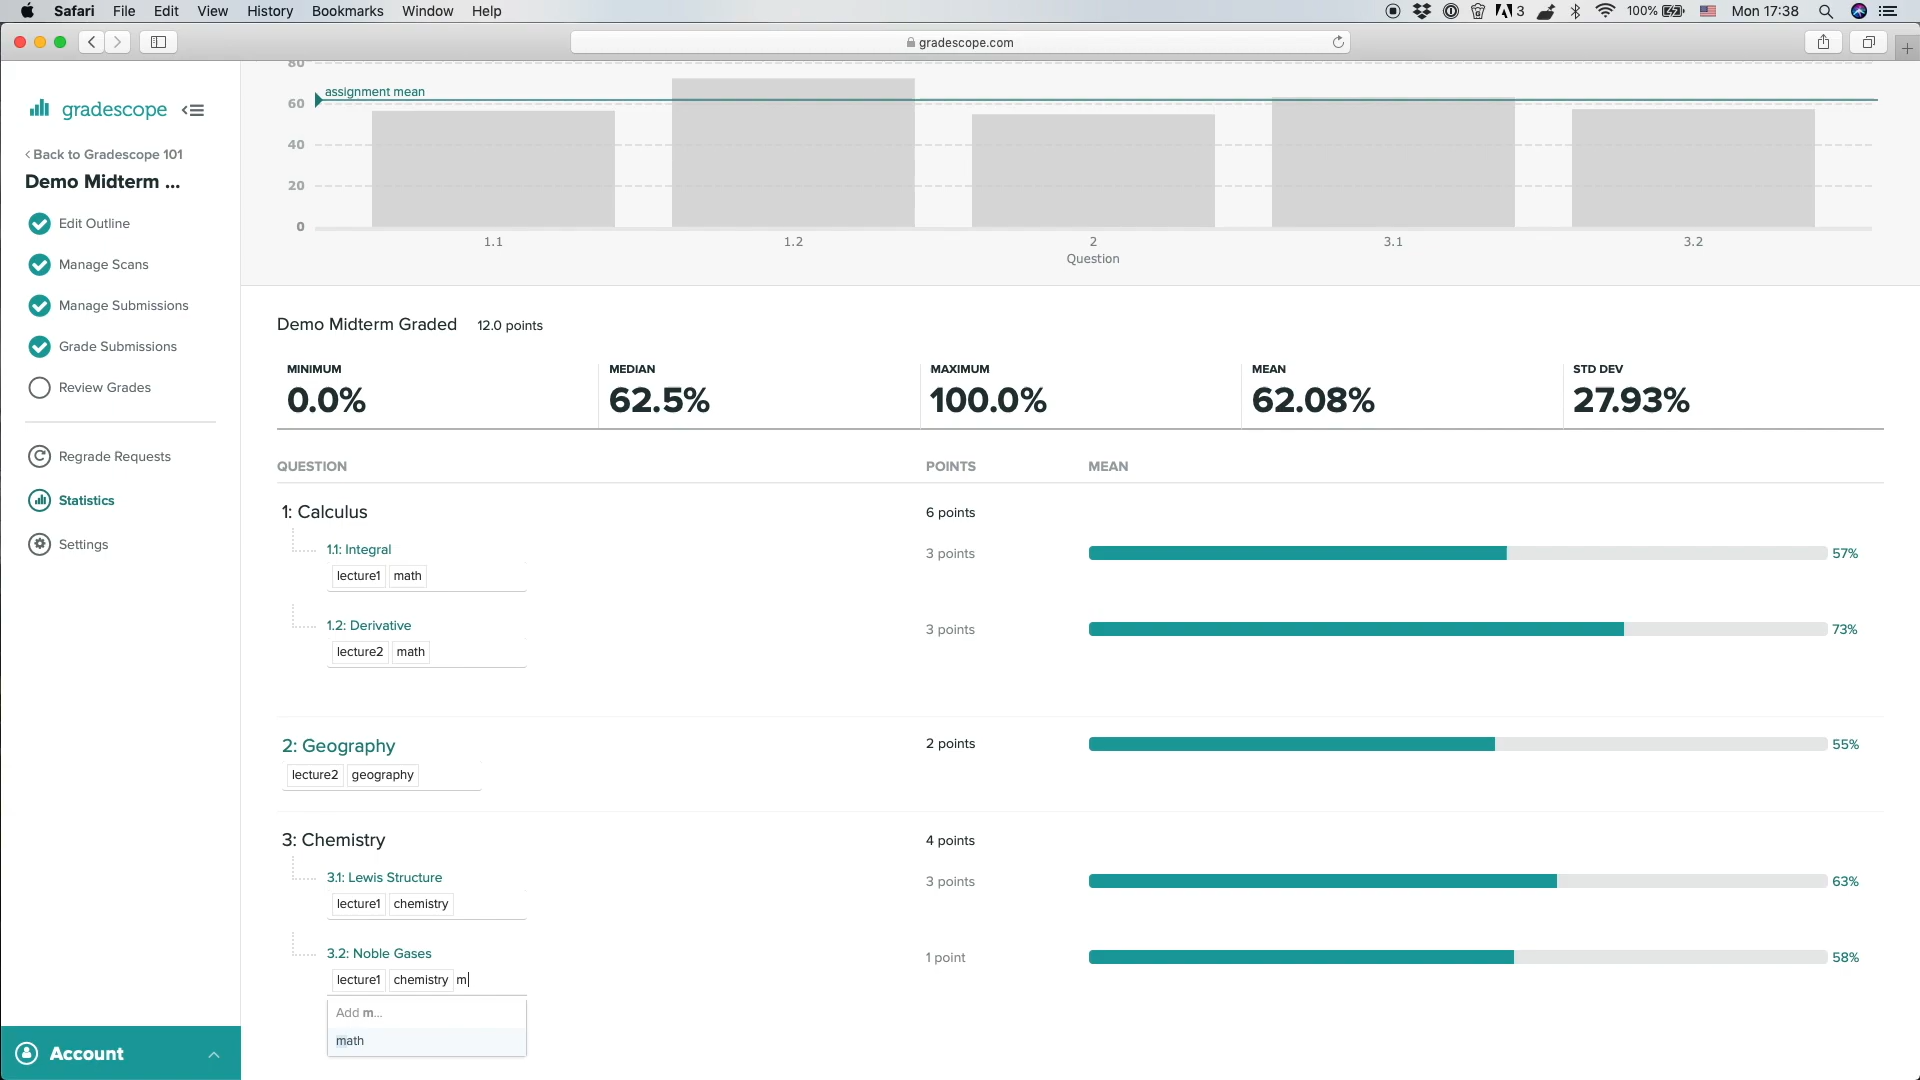 Safari File Edit View History Bookmarks Window Help 3 100% Mon 17:38
gradescope.com
gradescope
Back to Gradescope 101
Demo Midterm ...
Edit Outline
Manage Scans
Manage Submissions
Grade Submissions
Review Grades
Regrade Requests
Statistics
Settings
Account
80
assignment mean
60
40
20
0
1.1 1.2 2 3.1 3.2
Question
Demo Midterm Graded 12.0 points
MINIMUM MEDIAN MAXIMUM MEAN STD DEV
0.0% 62.5% 100.0% 62.08% 27.93%
QUESTION POINTS MEAN
1: Calculus 6 points
1.1: Integral 3 points 57%
lecture1 math
1.2: Derivative 3 points 73%
lecture2 math
2: Geography 2 points 55%
lecture2 geography
3: Chemistry 4 points
3.1: Lewis Structure 3 points 63%
lecture1 chemistry
3.2: Noble Gases 1 point 58%
lecture1 chemistry m
Add m...
math